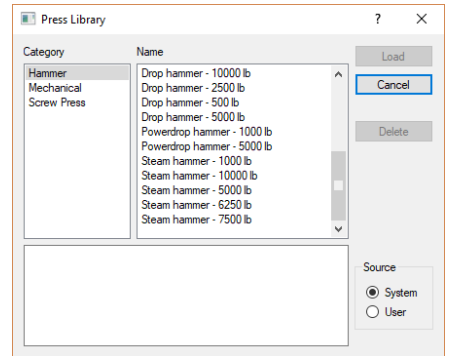 Press Library
? X
Category
Name
Load
Hammer
Mechanical
Screw Press
Drop hammer - 10000 lb
Drop hammer - 2500 lb
Drop hammer - 500 lb
Drop hammer - 5000 lb
Powerdrop hammer - 1000 lb
Powerdrop hammer - 5000 lb
Steam hammer - 1000 lb
Steam hammer - 10000 lb
Steam hammer - 5000 lb
Steam hammer - 6250 lb
Steam hammer - 7500 lb
Cancel
Delete
Source
System
User